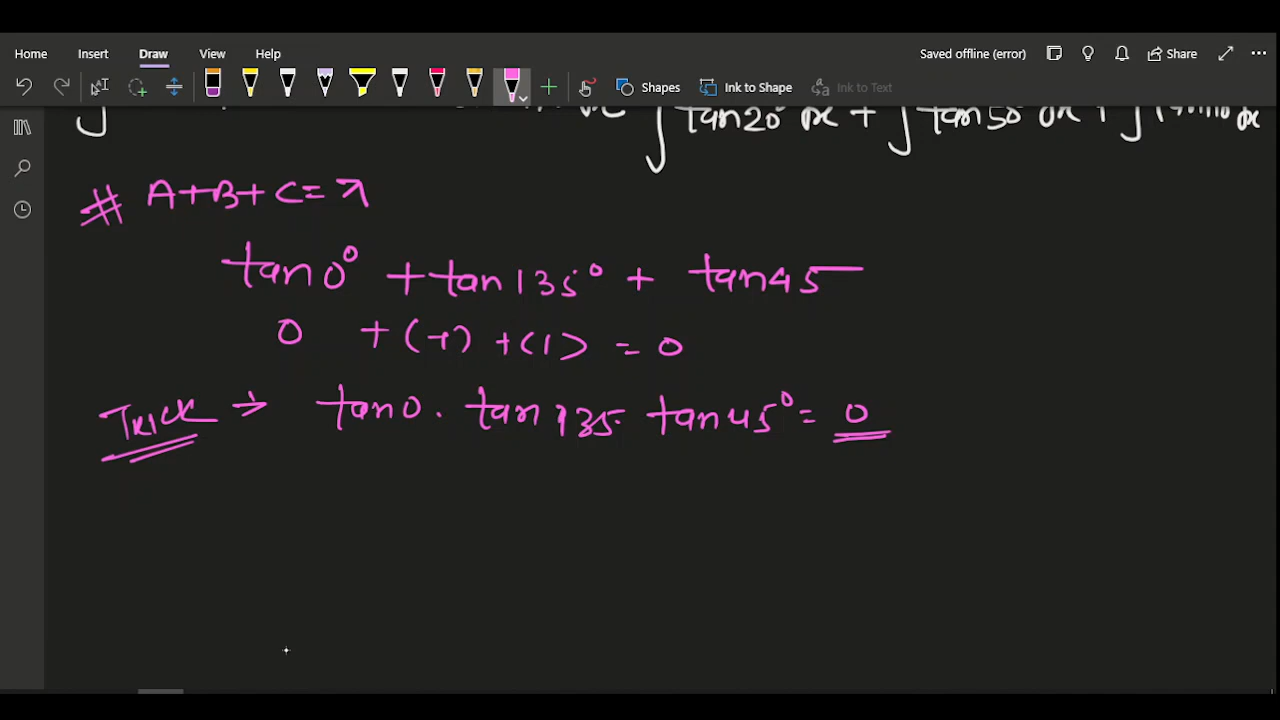 Home Insert Draw View Help Saved offline (error) Share
Shapes Ink to Shape Ink to Text
∫ tan20° dx + ∫ tan50° dx + ∫ dx
# A+B+C=π
tan0° + tan135° + tan45
0 + (-1) + (1) = 0
TRICK → tan0 · tan135 · tan45° = 0